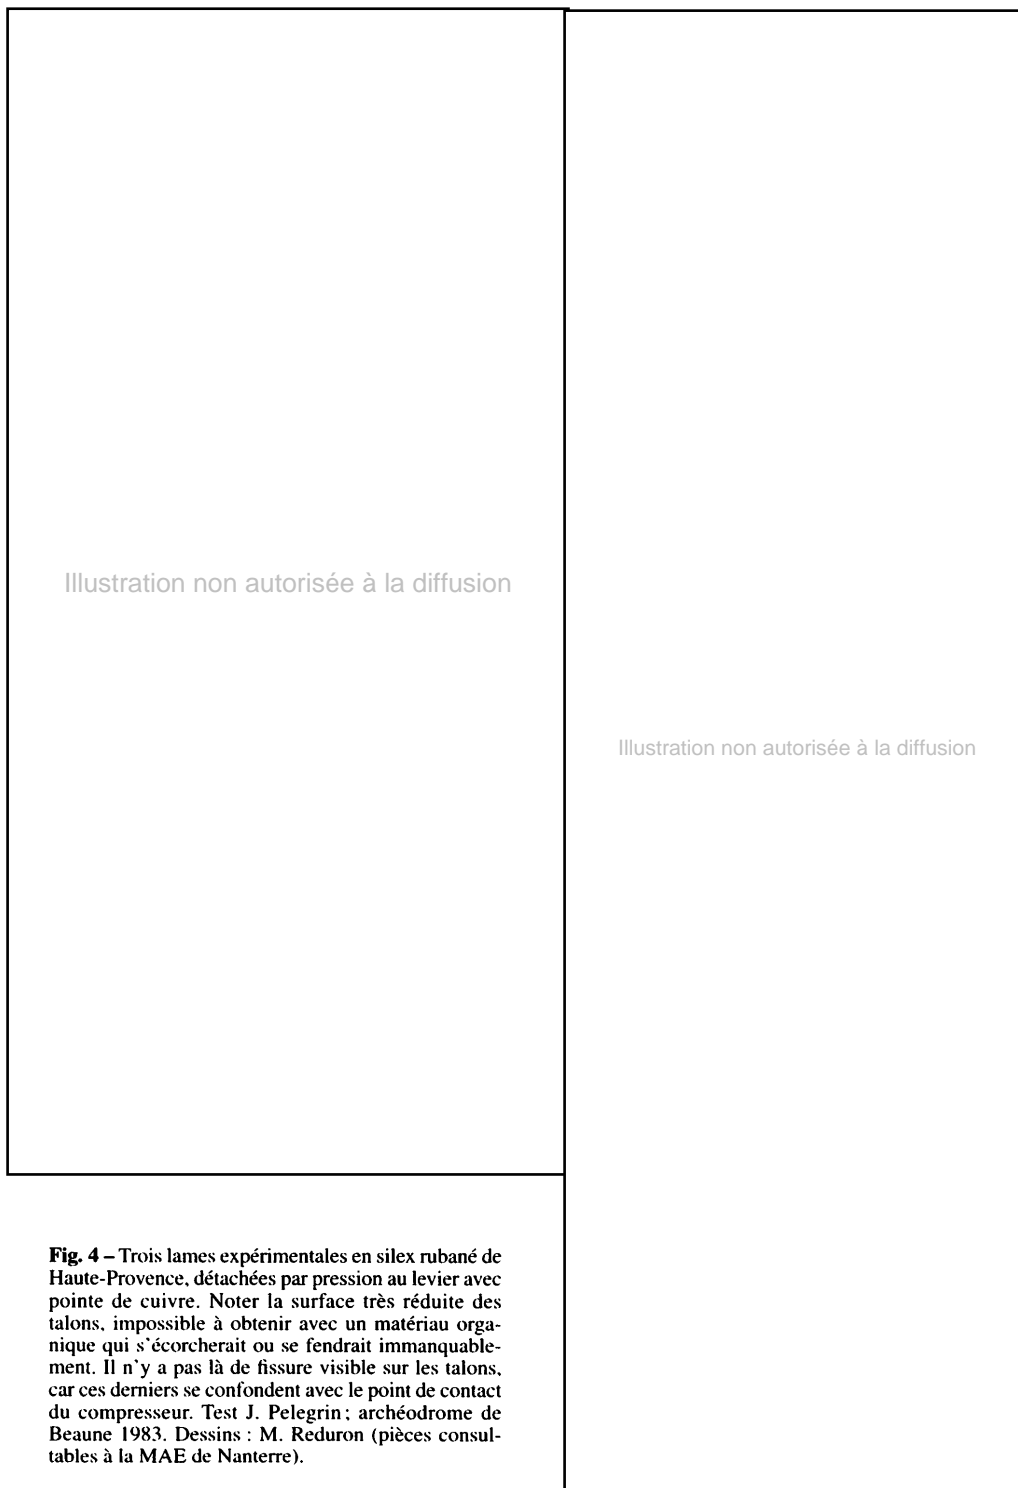 Illustration non autorisée à la diffusion
Illustration non autorisée à la diffusion
Fig. 4 – Trois lames expérimentales en silex rubané de
Haute-Provence, détachées par pression au levier avec
pointe de cuivre. Noter la surface très réduite des
talons, impossible à obtenir avec un matériau orga-
nique qui s'écorcherait ou se fendrait immanquable-
ment. Il n'y a pas là de fissure visible sur les talons,
car ces derniers se confondent avec le point de contact
du compresseur. Test J. Pelegrin ; archéodrome de
Beaune 1983. Dessins : M. Reduron (pièces consul-
tables à la MAE de Nanterre).